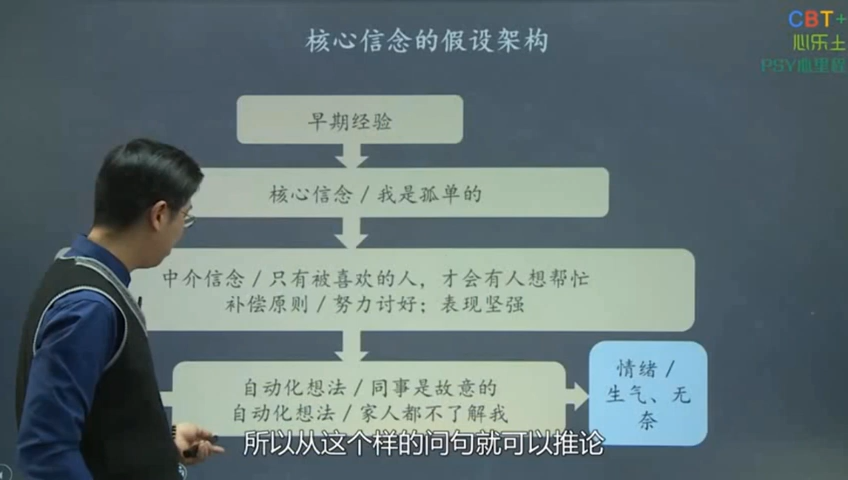 核心信念的假设架构
CBT+
心乐土
PSY心里程
早期经验
核心信念 / 我是孤单的
中介信念 / 只有被喜欢的人，才会有人想帮忙
补偿原则 / 努力讨好；表现坚强
自动化想法 / 同事是故意的
自动化想法 / 家人都不了解我
情绪 /
生气、无
奈
所以从这个样的问句就可以推论